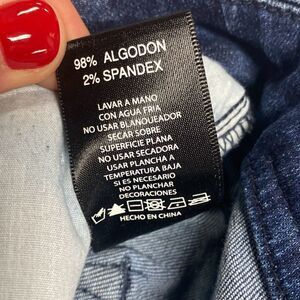 98% ALGODON
2% SPANDEX
LAVAR A MANO
CON AGUA FRIA
NO USAR BLANQUEADOR
SECAR SOBRE
SUPERFICIE PLANA
NO USAR SECADORA
USAR PLANCHA A
TEMPERATURA BAJA
SI ES NECESARIO
NO PLANCHAR
DECORACIONES
HECHO EN CHINA